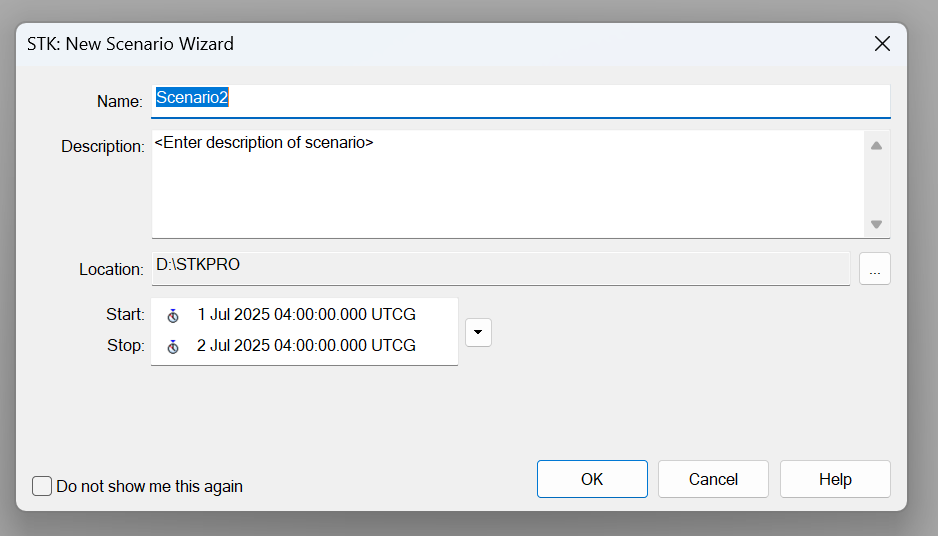 STK: New Scenario Wizard
Name: Scenario2
Description: <Enter description of scenario>
Location: D:\STKPRO ...
Start: 1 Jul 2025 04:00:00.000 UTCG
Stop: 2 Jul 2025 04:00:00.000 UTCG
Do not show me this again OK Cancel Help